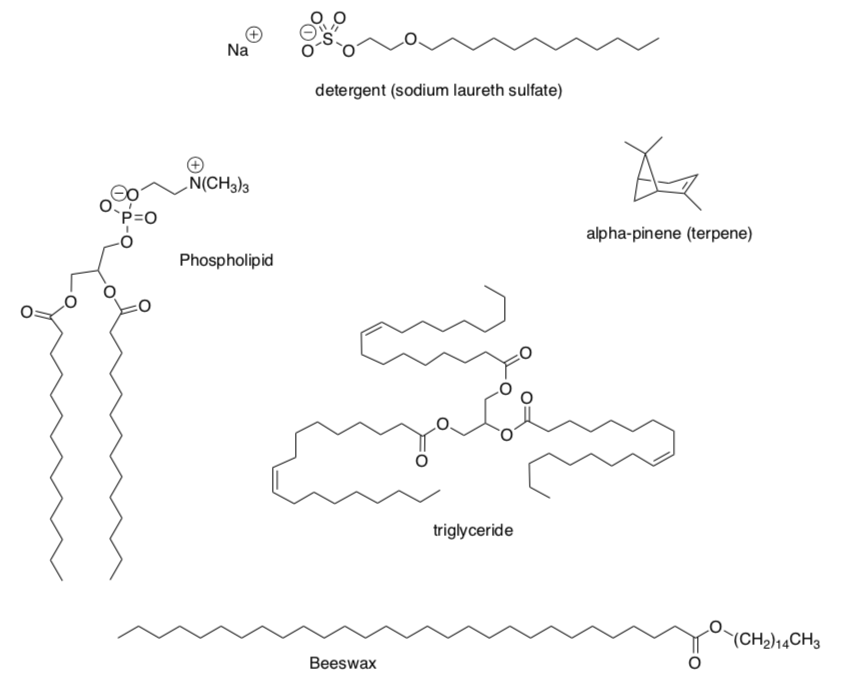 O O
⊖ S
Na ⊕
O O O
detergent (sodium laureth sulfate)
⊕
N(CH₃)₃
⊖O
O P=O
O
alpha-pinene (terpene)
Phospholipid
O O
O O
O
O
O O
O O
O
triglyceride
O (CH₂)₁₄CH₃
O
Beeswax